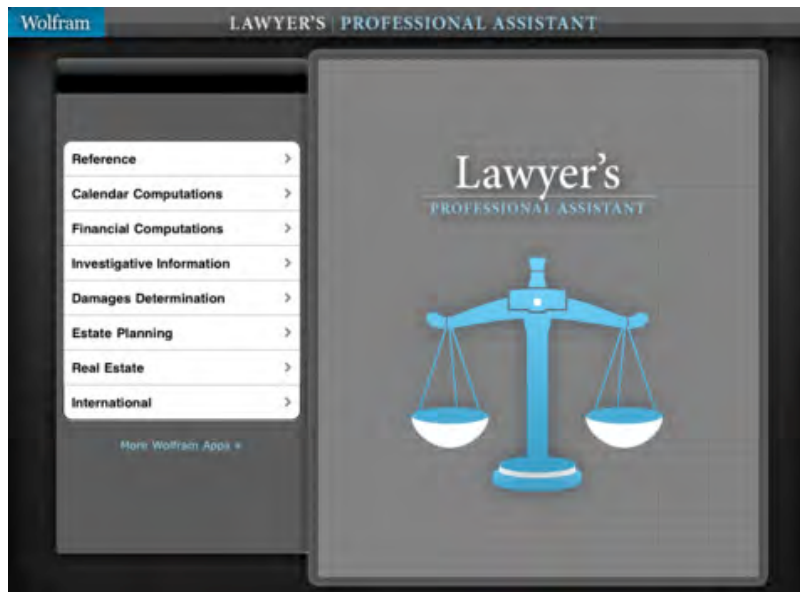 Wolfram
LAWYER'S | PROFESSIONAL ASSISTANT
Reference
Calendar Computations
Financial Computations
Investigative Information
Damages Determination
Estate Planning
Real Estate
International
More Wolfram Apps »
Lawyer's
PROFESSIONAL ASSISTANT